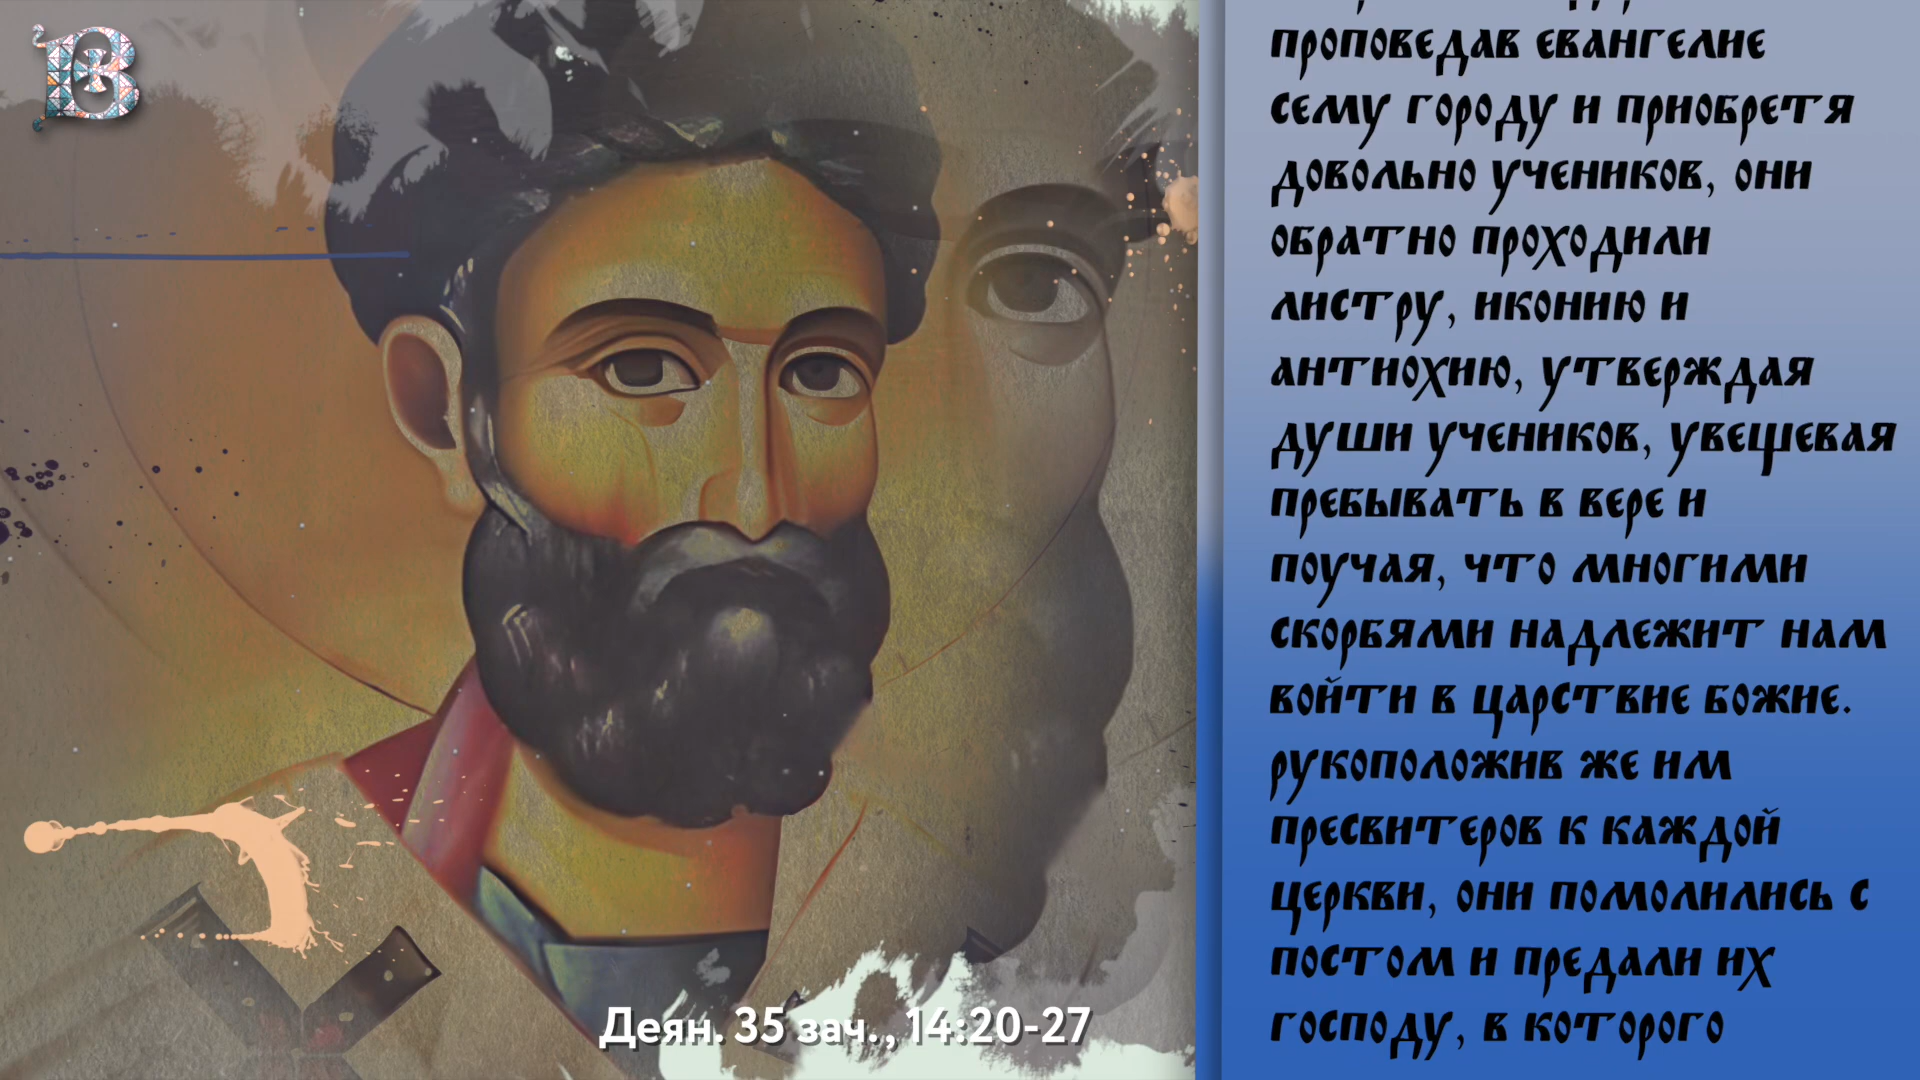 проповедав евангелие
сему городу и приобретя
довольно учеников, они
обратно проходили
листру, иконию и
антиохию, утверждая
души учеников, увещевая
пребывать в вере и
поучая, что многими
скорбями надлежит нам
войти в царствие божие.
рукоположив же им
пресвитеров к каждой
церкви, они помолились с
постом и предали их
господу, в которого
Деян. 35 зач., 14:20-27